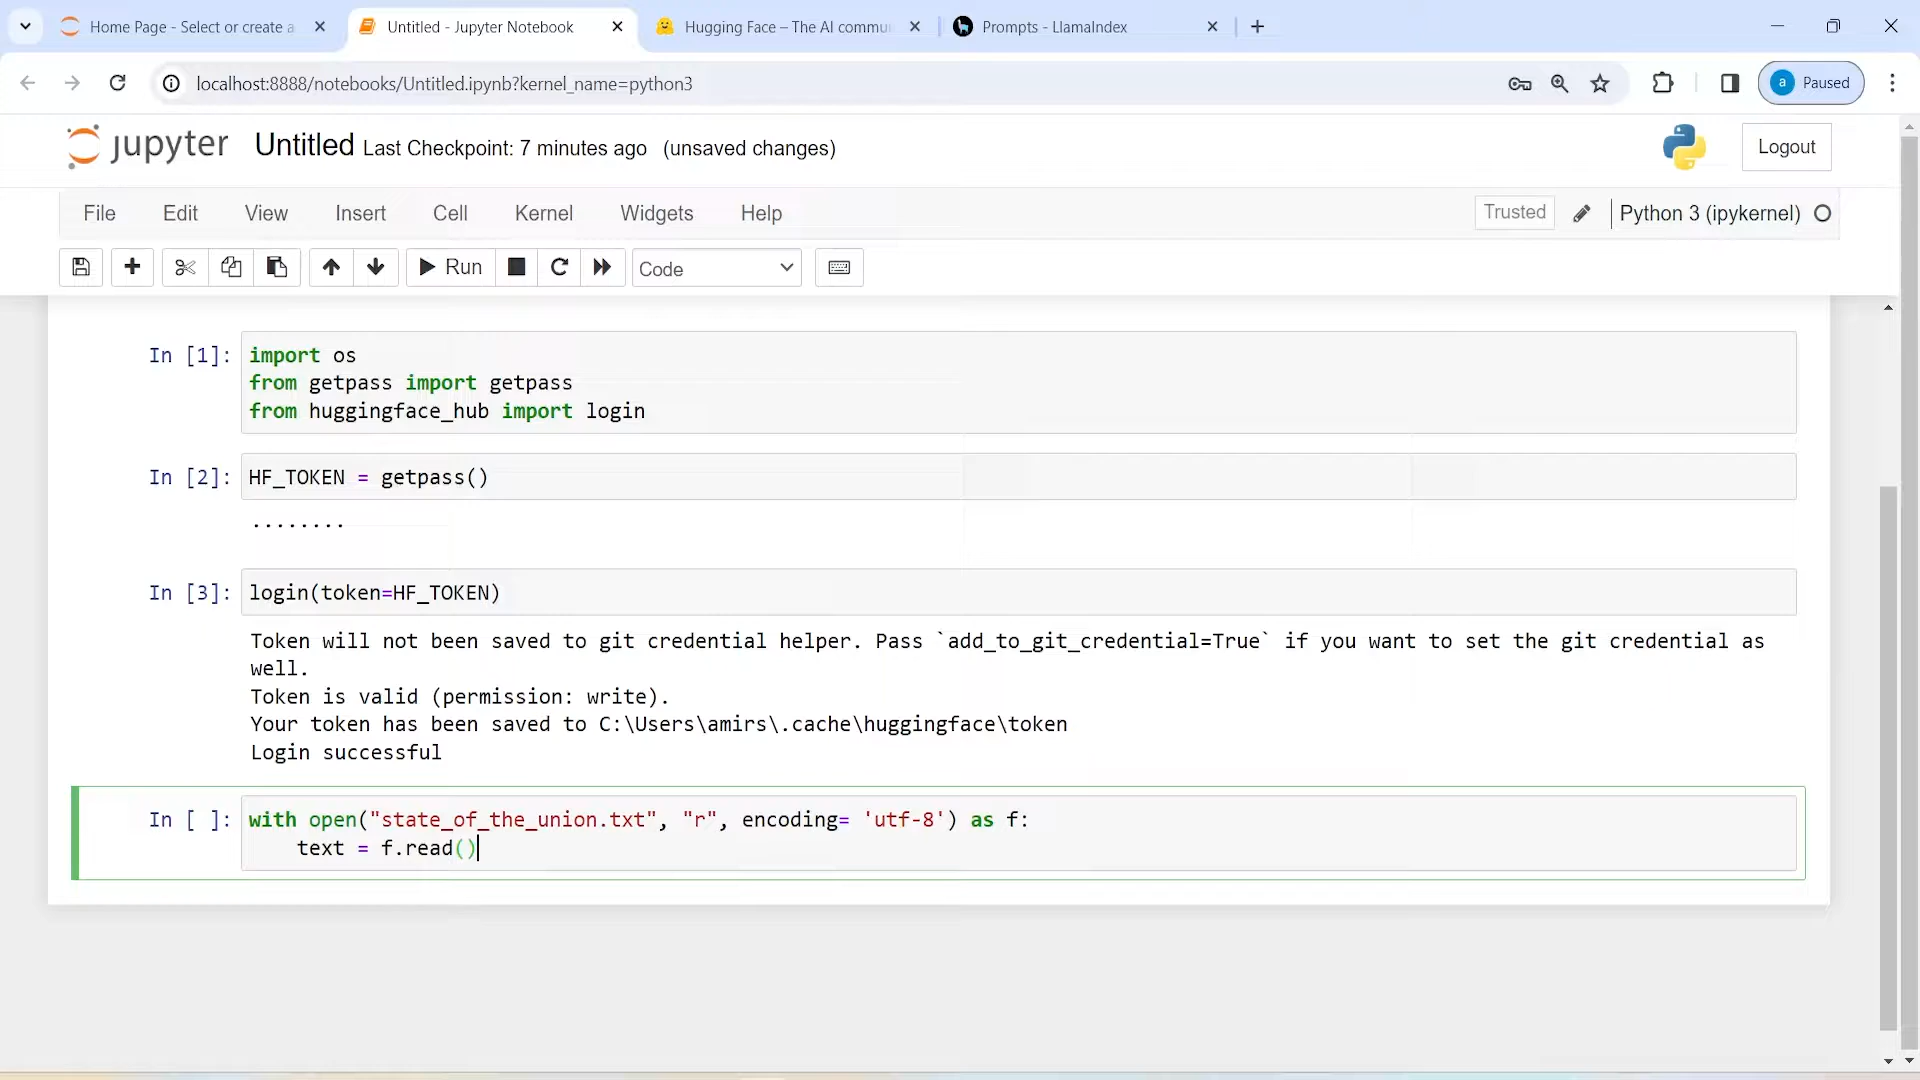 Home Page - Select or create a
Untitled - Jupyter Notebook
Hugging Face – The AI commu
Prompts - LlamaIndex
localhost:8888/notebooks/Untitled.ipynb?kernel_name=python3
a Paused
jupyter Untitled Last Checkpoint: 7 minutes ago (unsaved changes)
Logout
File Edit View Insert Cell Kernel Widgets Help
Trusted
Python 3 (ipykernel)
Run
Code
In [1]: import os
from getpass import getpass
from huggingface_hub import login
In [2]: HF_TOKEN = getpass()
........
In [3]: login(token=HF_TOKEN)
Token will not been saved to git credential helper. Pass `add_to_git_credential=True` if you want to set the git credential as
well.
Token is valid (permission: write).
Your token has been saved to C:\Users\amirs\.cache\huggingface\token
Login successful
In [ ]: with open("state_of_the_union.txt", "r", encoding= 'utf-8') as f:
text = f.read()